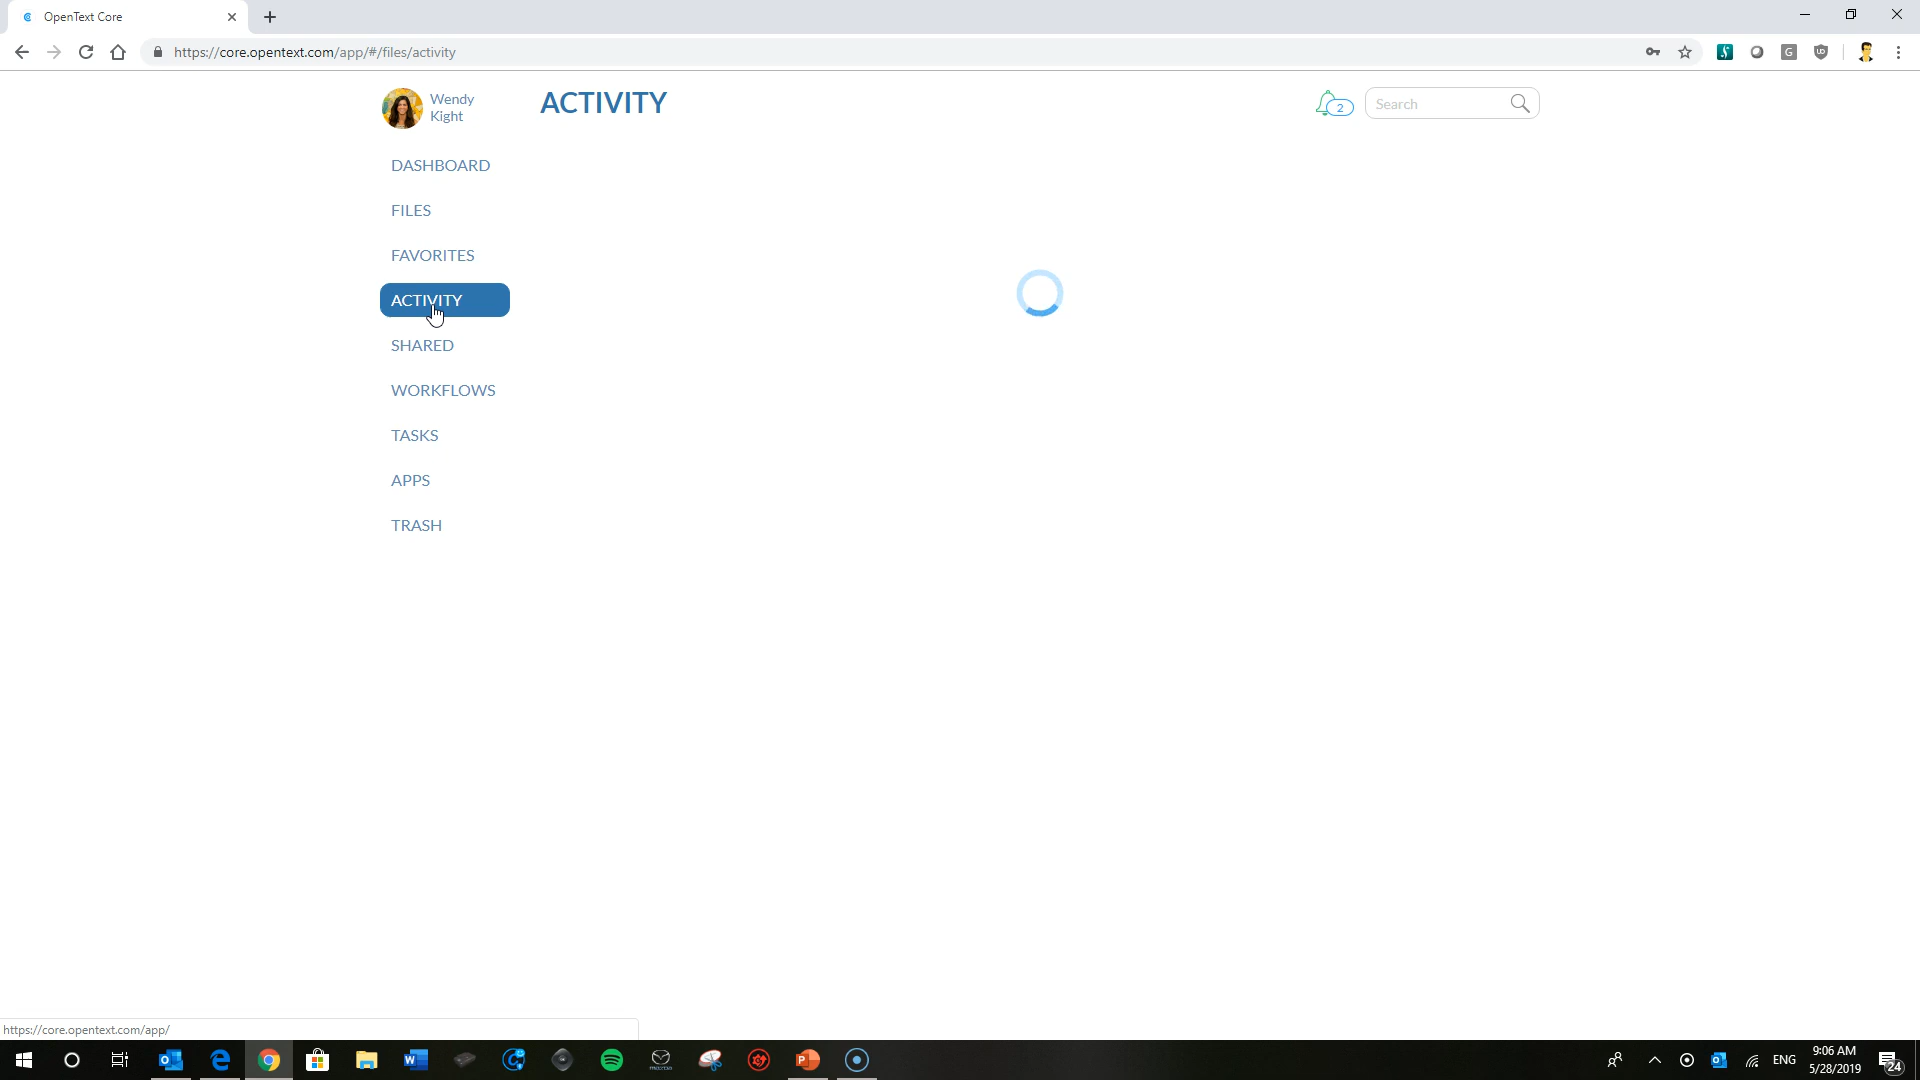 OpenText Core
https://core.opentext.com/app/#/files/activity
G
Wendy
Kight
ACTIVITY
2
Search
DASHBOARD
FILES
FAVORITES
ACTIVITY
SHARED
WORKFLOWS
TASKS
APPS
TRASH
https://core.opentext.com/app/
ENG
9:06 AM
5/28/2019
24